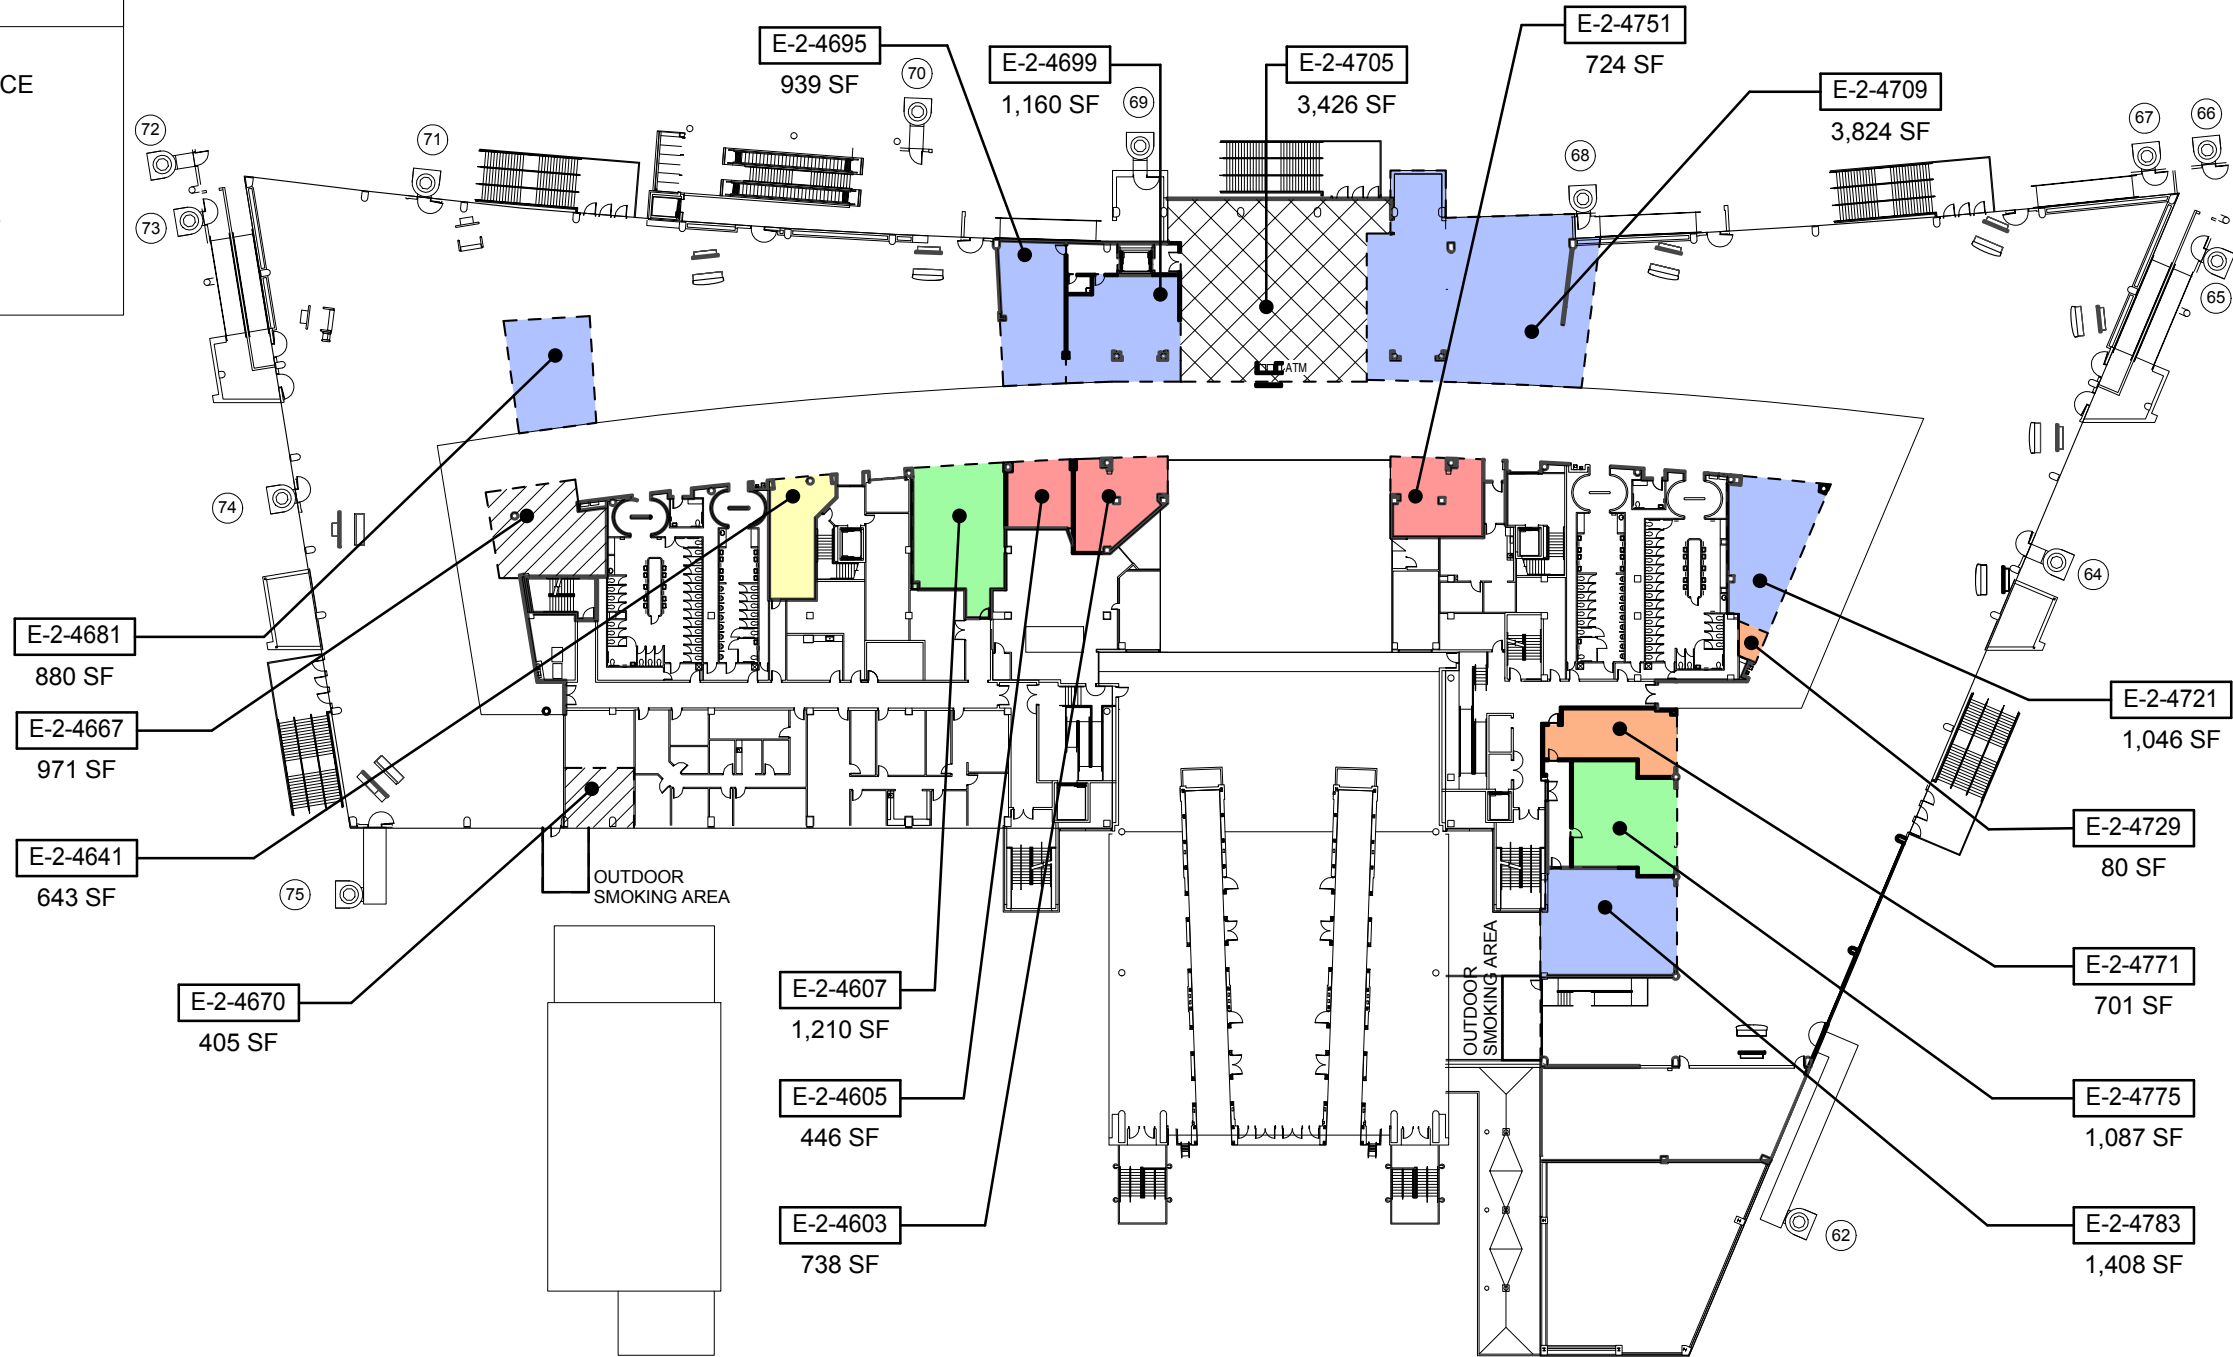 CE
E-2-4695
939 SF
E-2-4699
1,160 SF
E-2-4705
3,426 SF
E-2-4751
724 SF
E-2-4709
3,824 SF
72
71
70
69
68
67
66
73
65
ATM
74
64
E-2-4681
880 SF
E-2-4667
971 SF
E-2-4641
643 SF
E-2-4670
405 SF
75
OUTDOOR
SMOKING AREA
E-2-4607
1,210 SF
E-2-4605
446 SF
E-2-4603
738 SF
OUTDOOR
SMOKING AREA
E-2-4721
1,046 SF
E-2-4729
80 SF
E-2-4771
701 SF
E-2-4775
1,087 SF
E-2-4783
1,408 SF
62